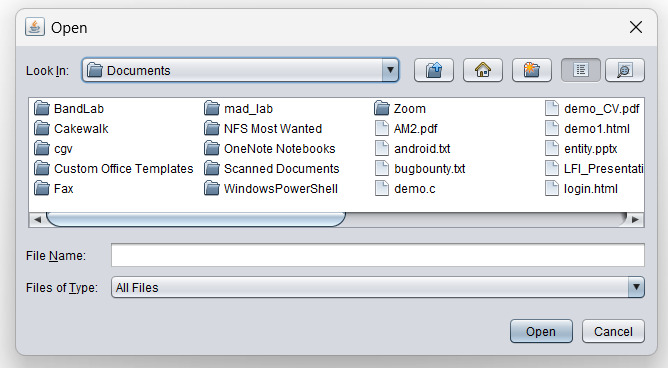 Open
Look In: Documents
BandLab
Cakewalk
cgv
Custom Office Templates
Fax
mad_lab
NFS Most Wanted
OneNote Notebooks
Scanned Documents
WindowsPowerShell
Zoom
AM2.pdf
android.txt
bugbounty.txt
demo.c
demo_CV.pdf
demo1.html
entity.pptx
LFI_Presentati
login.html
File Name:
Files of Type: All Files
Open Cancel